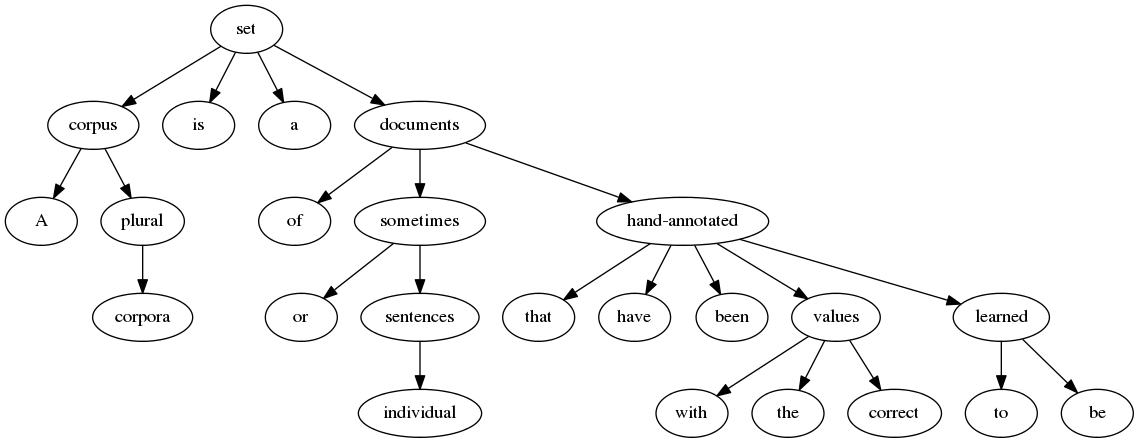 set
corpus is a documents
A plural of sometimes hand-annotated
corpora or sentences that have been values learned
individual with the correct to be